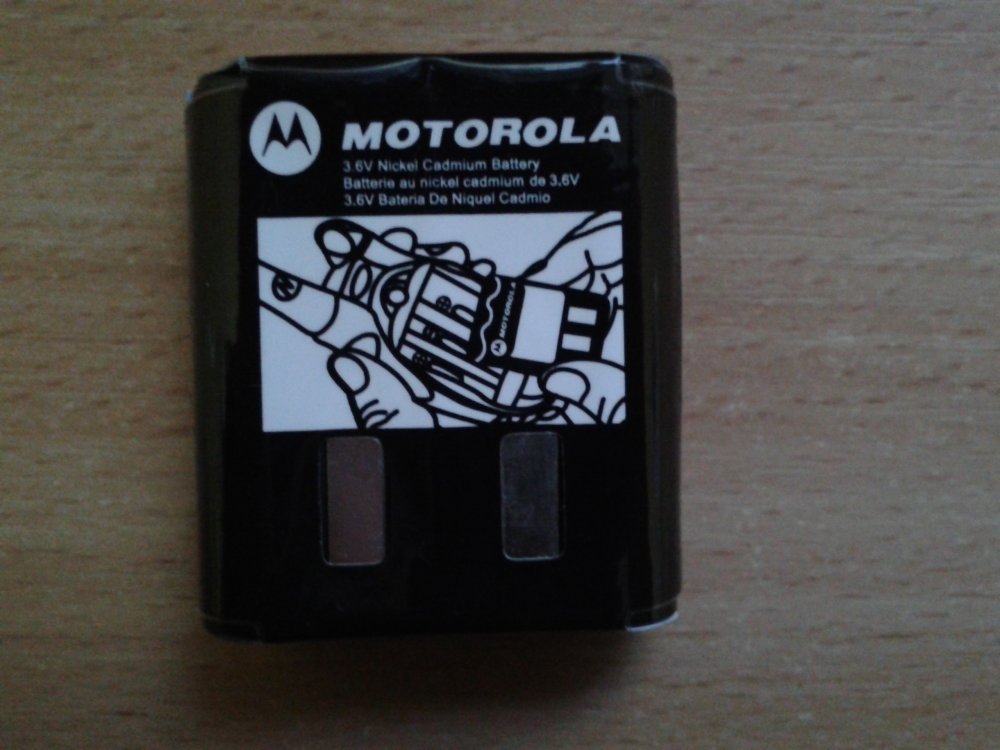 MOTOROLA
3.6V Nickel Cadmium Battery
Batterie au nickel cadmium de 3,6V
3.6V Bateria De Niquel Cadmio
MOTOROLA